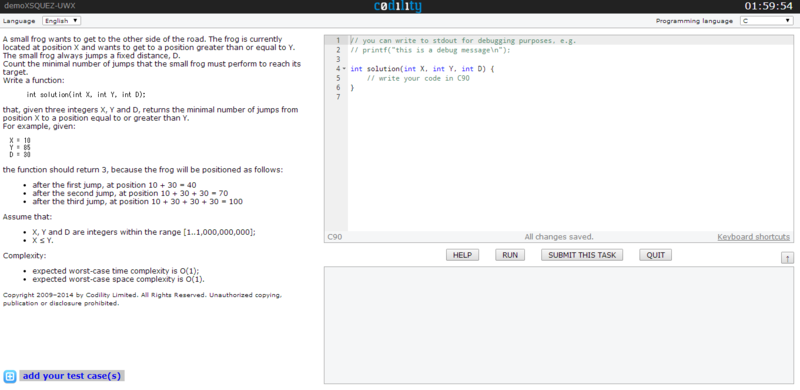 demoX5QUEZ-UWX
codility
01:59:54
Language English
Programming language C
A small frog wants to get to the other side of the road. The frog is currently
located at position X and wants to get to a position greater than or equal to Y.
The small frog always jumps a fixed distance, D.
Count the minimal number of jumps that the small frog must perform to reach its
target.
Write a function:
int solution(int X, int Y, int D);
that, given three integers X, Y and D, returns the minimal number of jumps from
position X to a position equal to or greater than Y.
For example, given:
X = 10
Y = 85
D = 30
the function should return 3, because the frog will be positioned as follows:
• after the first jump, at position 10 + 30 = 40
• after the second jump, at position 10 + 30 + 30 = 70
• after the third jump, at position 10 + 30 + 30 + 30 = 100
Assume that:
• X, Y and D are integers within the range [1..1,000,000,000];
• X ≤ Y.
Complexity:
• expected worst-case time complexity is O(1);
• expected worst-case space complexity is O(1).
Copyright 2009–2014 by Codility Limited. All Rights Reserved. Unauthorized copying,
publication or disclosure prohibited.
add your test case(s)
1 // you can write to stdout for debugging purposes, e.g.
2 // printf("this is a debug message\n");
3
4 int solution(int X, int Y, int D) {
5 // write your code in C90
6 }
7
C90
All changes saved.
Keyboard shortcuts
HELP
RUN
SUBMIT THIS TASK
QUIT
↑